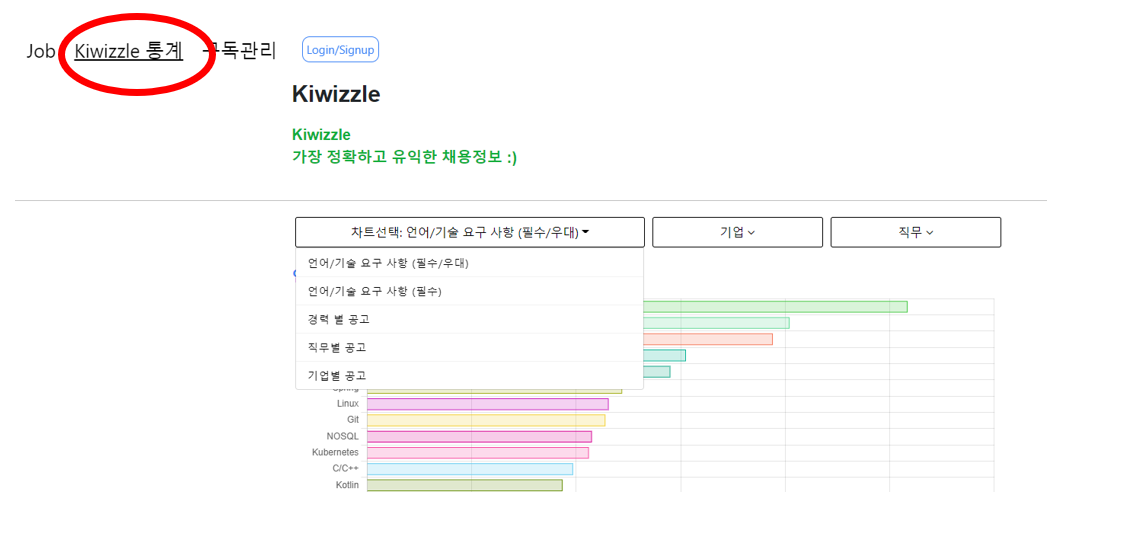 Job
Kiwizzle 통계
구독관리
Login/Signup
Kiwizzle
Kiwizzle
가장 정확하고 유익한 채용정보 :)
차트선택: 언어/기술 요구 사항 (필수/우대)
기업
직무
언어/기술 요구 사항 (필수/우대)
언어/기술 요구 사항 (필수)
경력 별 공고
직무별 공고
기업별 공고
Spring
Linux
Git
NOSQL
Kubernetes
C/C++
Kotlin